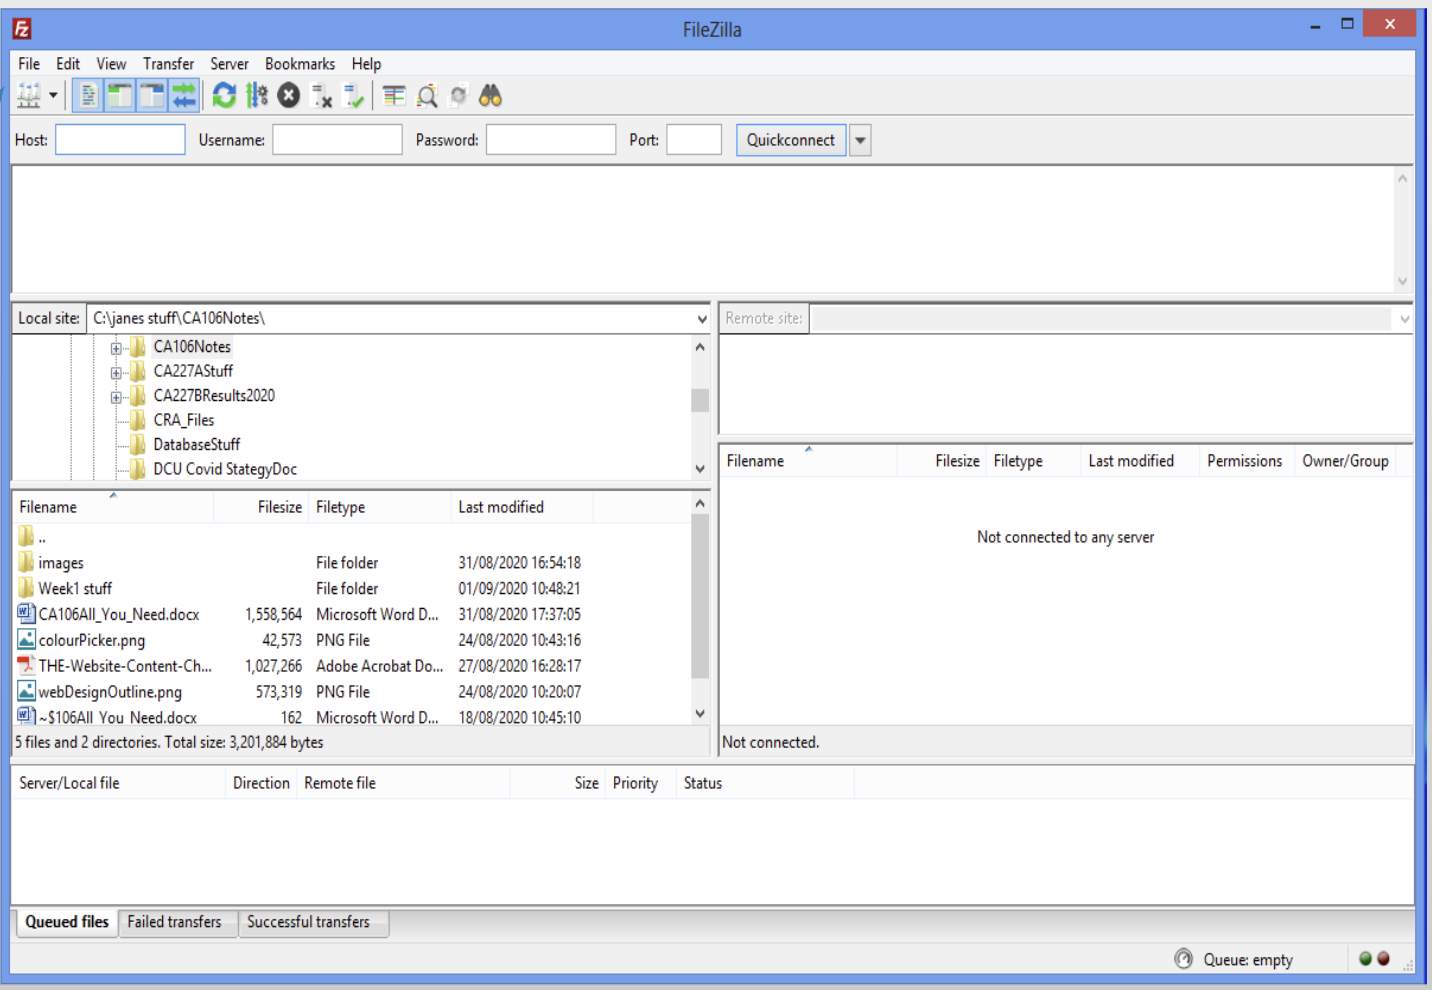 FileZilla
File Edit View Transfer Server Bookmarks Help
Host: Username: Password: Port: Quickconnect
Local site: C:\janes stuff\CA106Notes\
CA106Notes
CA227AStuff
CA227BResults2020
CRA_Files
DatabaseStuff
DCU Covid StategyDoc
Filename Filesize Filetype Last modified
..
images File folder 31/08/2020 16:54:18
Week1 stuff File folder 01/09/2020 10:48:21
CA106All_You_Need.docx 1,558,564 Microsoft Word D... 31/08/2020 17:37:05
colourPicker.png 42,573 PNG File 24/08/2020 10:43:16
THE-Website-Content-Ch... 1,027,266 Adobe Acrobat Do... 27/08/2020 16:28:17
webDesignOutline.png 573,319 PNG File 24/08/2020 10:20:07
~$106All_You_Need.docx 162 Microsoft Word D... 18/08/2020 10:45:10
5 files and 2 directories. Total size: 3,201,884 bytes
Remote site:
Filename Filesize Filetype Last modified Permissions Owner/Group
Not connected to any server
Not connected.
Server/Local file Direction Remote file Size Priority Status
Queued files Failed transfers Successful transfers
Queue: empty